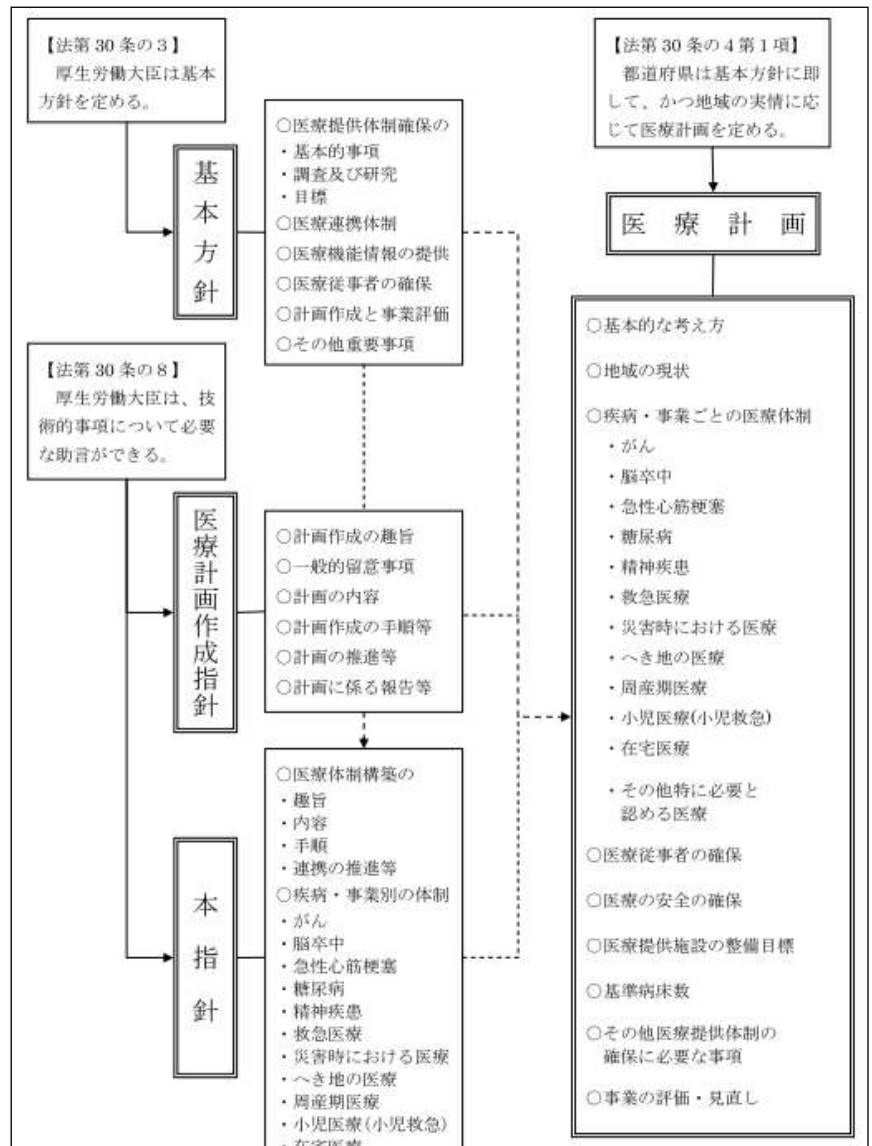 【法第30条の3】
厚生労働大臣は基本
方針を定める。
基本方針
○医療提供体制確保の
・基本的事項
・調査及び研究
・目標
○医療連携体制
○医療機能情報の提供
○医療従事者の確保
○計画作成と事業評価
○その他重要事項
【法第30条の8】
厚生労働大臣は、技
術的事項について必要
な助言ができる。
医療計画作成指針
○計画作成の趣旨
○一般的留意事項
○計画の内容
○計画作成の手順等
○計画の推進等
○計画に係る報告等
本指針
○医療体制構築の
・趣旨
・内容
・手順
・連携の推進等
○疾病・事業別の体制
・がん
・脳卒中
・急性心筋梗塞
・糖尿病
・精神疾患
・救急医療
・災害時における医療
・へき地の医療
・周産期医療
・小児医療(小児救急)
・在宅医療
【法第30条の4第1項】
都道府県は基本方針に即
して、かつ地域の実情に応
じて医療計画を定める。
医療計画
○基本的な考え方
○地域の現状
○疾病・事業ごとの医療体制
・がん
・脳卒中
・急性心筋梗塞
・糖尿病
・精神疾患
・救急医療
・災害時における医療
・へき地の医療
・周産期医療
・小児医療(小児救急)
・在宅医療
・その他特に必要と
認める医療
○医療従事者の確保
○医療の安全の確保
○医療提供施設の整備目標
○基準病床数
○その他医療提供体制の
確保に必要な事項
○事業の評価・見直し